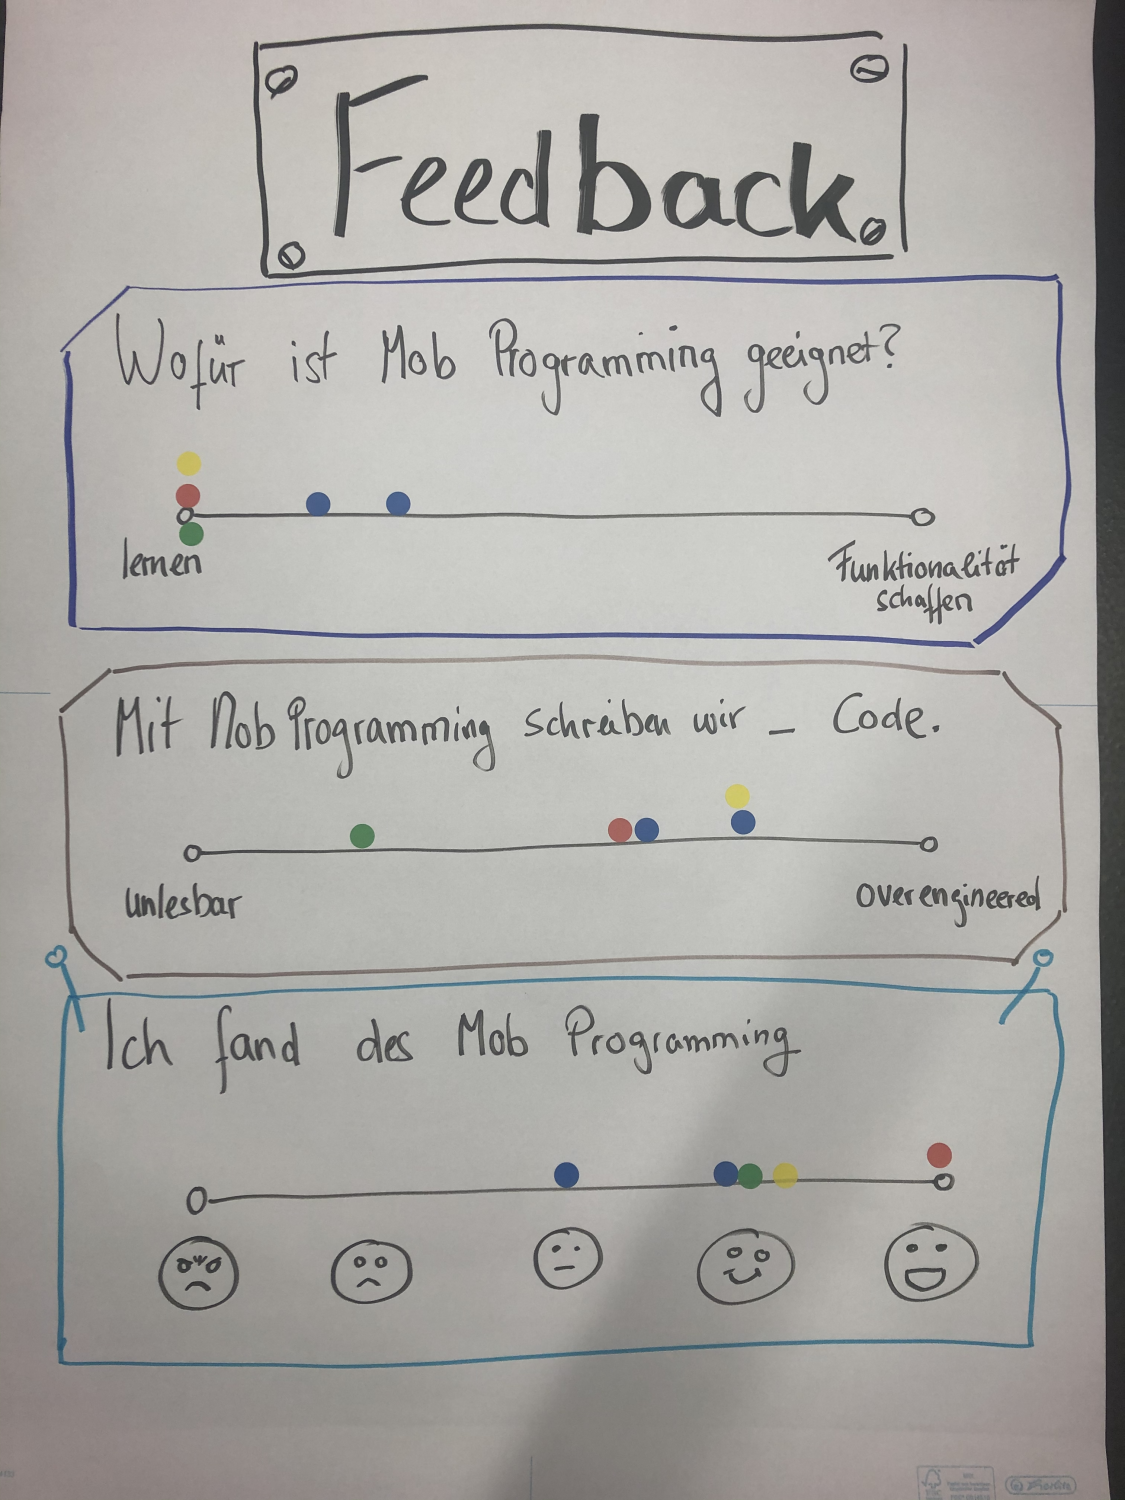 Feedback
Wofür ist Mob Programming geeignet?
lernen
Funktionalität
schaffen
Mit Mob Programming schreiben wir _ Code.
unlesbar
overengineered
Ich fand des Mob Programming